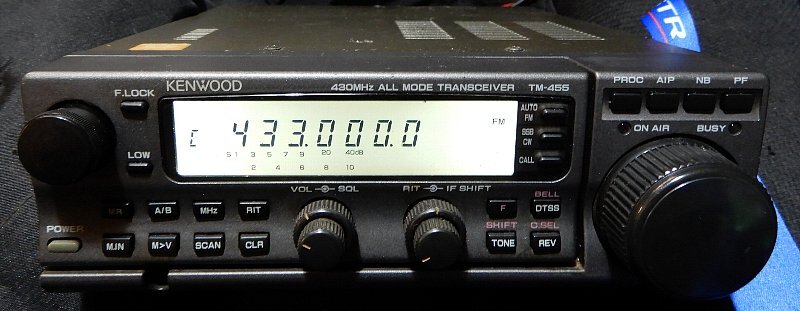 TR
PROC AIP NB PF
F.LOCK
KENWOOD 430MHz ALL MODE TRANSCEIVER TM-455
AUTO
FM
C 433.000.0 FM
ON AIR BUSY
SSB
CW
S1 3 5 7 9 20 40dB
LOW
CALL
2 4 6 8 10
VOL SQL RIT IF SHIFT
BELL
MR A/B MHz RIT
F DTSS
SHIFT C.SEL
POWER
M.IN M>V SCAN CLR
TONE REV